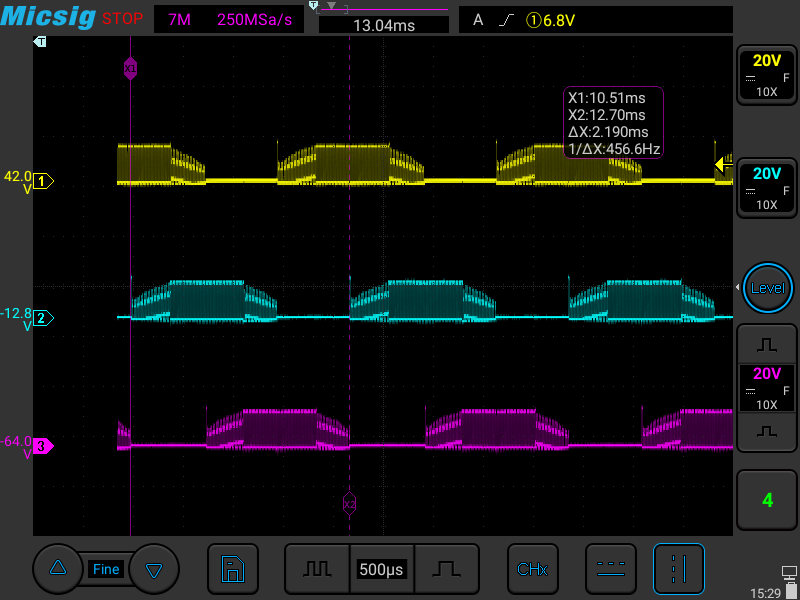 Micsig STOP 7M 250MSa/s T 13.04ms A ①6.8V
T
X1
20V
F
10X
X1:10.51ms
X2:12.70ms
ΔX:2.190ms
1/ΔX:456.6Hz
42.0 V 1
20V
F
10X
Level
-12.8 V 2
20V
F
10X
-64.0 V 3
X2
4
Fine
500µs
CHx
15:29